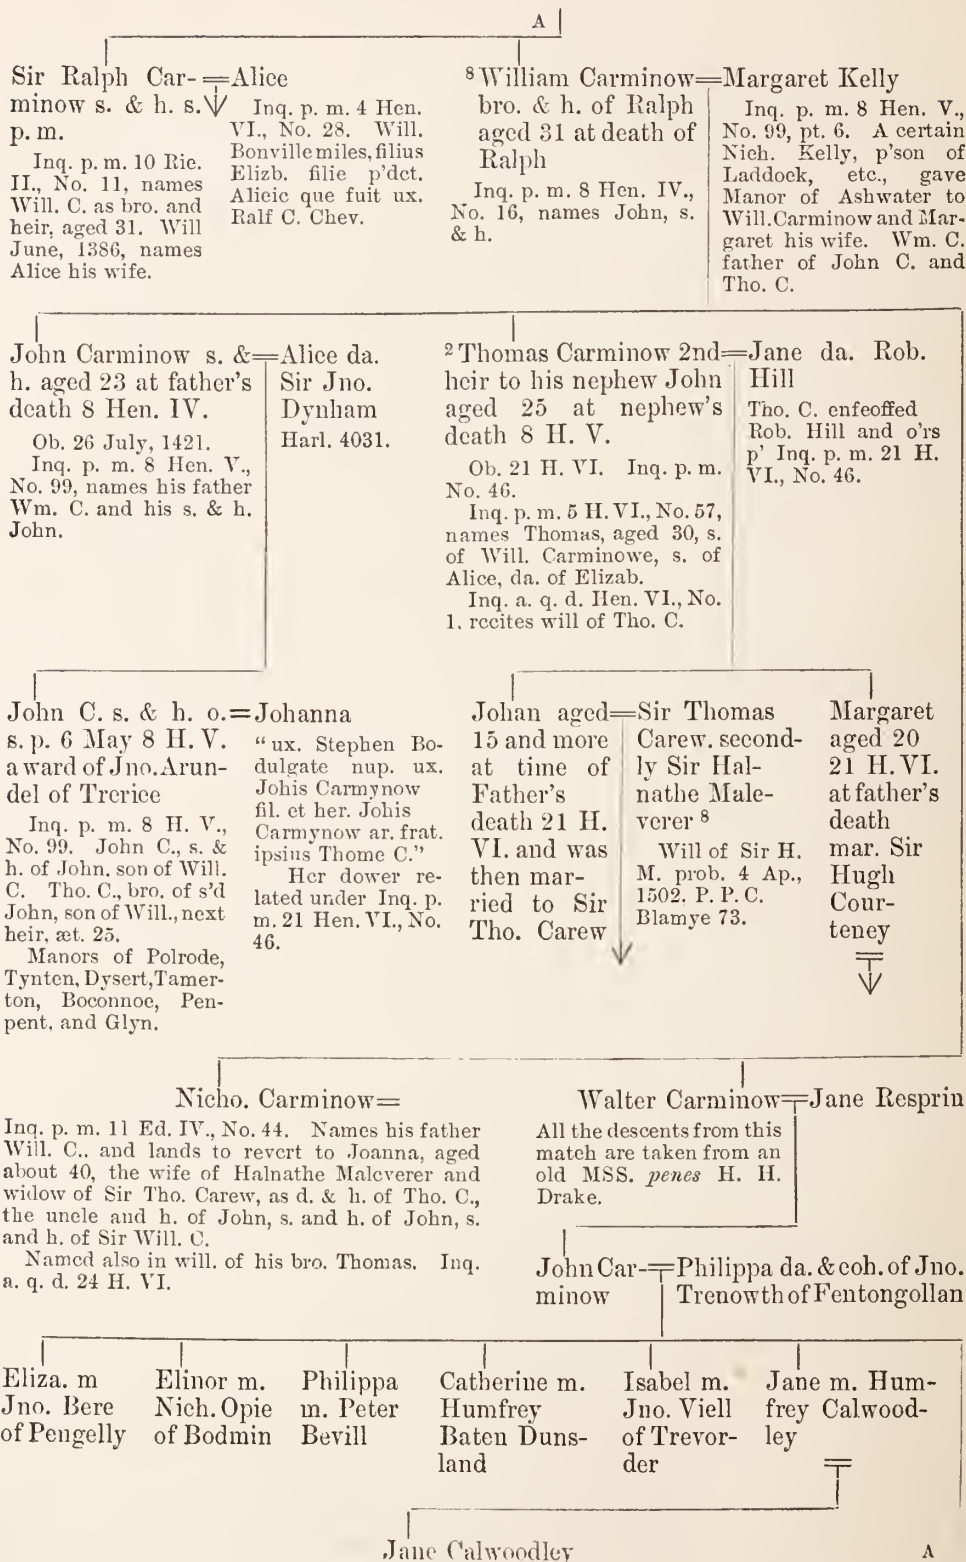 A
Sir Ralph Car-=Alice
minow s. & h. s.
p. m.
Inq. p. m. 10 Ric.
II., No. 11, names
Will. C. as bro. and
heir, aged 31. Will
June, 1386, names
Alice his wife.
Inq. p. m. 4 Hen.
VI., No. 28. Will.
Bonville miles, filius
Elizb. filie p'dct.
Alicie que fuit ux.
Ralf C. Chev.
8 William Carminow=Margaret Kelly
bro. & h. of Ralph
aged 31 at death of
Ralph
Inq. p. m. 8 Hen. IV.,
No. 16, names John, s.
& h.
Inq. p. m. 8 Hen. V.,
No. 99, pt. 6. A certain
Nich. Kelly, p'son of
Laddock, etc., gave
Manor of Ashwater to
Will. Carminow and Mar-
garet his wife. Wm. C.
father of John C. and
Tho. C.
John Carminow s. &=Alice da.
h. aged 23 at father's
death 8 Hen. IV.
Ob. 26 July, 1421.
Inq. p. m. 8 Hen. V.,
No. 99, names his father
Wm. C. and his s. & h.
John.
Sir Jno.
Dynham
Harl. 4031.
2 Thomas Carminow 2nd=Jane da. Rob.
heir to his nephew John
aged 25 at nephew's
death 8 H. V.
Ob. 21 H. VI. Inq. p. m.
No. 46.
Inq. p. m. 5 H. VI., No. 57,
names Thomas, aged 30, s.
of Will. Carminowe, s. of
Alice, da. of Elizab.
Inq. a. q. d. Hen. VI., No.
1, recites will of Tho. C.
Hill
Tho. C. enfeoffed
Rob. Hill and o'rs
p' Inq. p. m. 21 H.
VI., No. 46.
John C. s. & h. o.=Johanna
s. p. 6 May 8 H. V.
a ward of Jno. Arun-
del of Trerice
Inq. p. m. 8 H. V.,
No. 99. John C., s. &
h. of John, son of Will.
C. Tho. C., bro. of s'd
John, son of Will., next
heir, æt. 25.
Manors of Polrode,
Tynten, Dysert, Tamer-
ton, Boconnoc, Pen-
pent, and Glyn.
"ux. Stephen Bo-
dulgate nup. ux.
Johis Carmynow
fil. et her. Johis
Carmynow ar. frat.
ipsius Thome C."
Her dower re-
lated under Inq. p.
m. 21 Hen. VI., No.
46.
Johan aged=Sir Thomas
15 and more
at time of
Father's
death 21 H.
VI. and was
then mar-
ried to Sir
Tho. Carew
Carew. second-
ly Sir Hal-
nathe Male-
verer 8
Will of Sir H.
M. prob. 4 Ap.,
1502. P. P. C.
Blamye 73.
Margaret
aged 20
21 H. VI.
at father's
death
mar. Sir
Hugh
Cour-
teney
Nicho. Carminow=
Inq. p. m. 11 Ed. IV., No. 44. Names his father
Will. C.. and lands to revert to Joanna, aged
about 40, the wife of Halnathe Maleverer and
widow of Sir Tho. Carew, as d. & h. of Tho. C.,
the uncle and h. of John, s. and h. of John, s.
and h. of Sir Will. C.
Named also in will. of his bro. Thomas. Inq.
a. q. d. 24 H. VI.
Walter Carminow=Jane Resprin
All the descents from this
match are taken from an
old MSS. penes H. H.
Drake.
John Car-=Philippa da. & coh. of Jno.
minow
Trenowth of Fentongollan
Eliza. m
Jno. Bere
of Pengelly
Elinor m.
Nich. Opie
of Bodmin
Philippa
m. Peter
Bevill
Catherine m.
Humfrey
Baten Duns-
land
Isabel m.
Jno. Viell
of Trevor-
der
Jane m. Hum-
frey Calwood-
ley
Jane Calwoodley
A